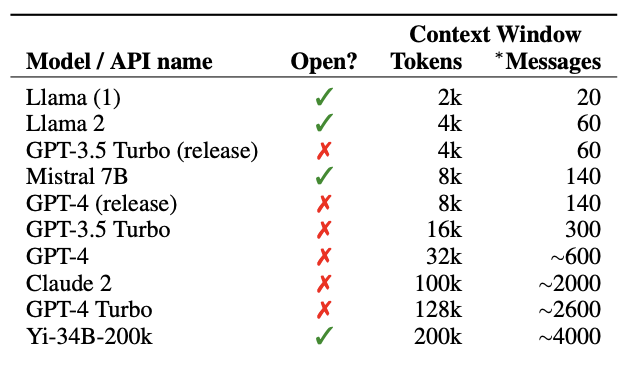 Context Window
Model / API name Open? Tokens *Messages
Llama (1) ✓ 2k 20
Llama 2 ✓ 4k 60
GPT-3.5 Turbo (release) ✗ 4k 60
Mistral 7B ✓ 8k 140
GPT-4 (release) ✗ 8k 140
GPT-3.5 Turbo ✗ 16k 300
GPT-4 ✗ 32k ~600
Claude 2 ✗ 100k ~2000
GPT-4 Turbo ✗ 128k ~2600
Yi-34B-200k ✓ 200k ~4000